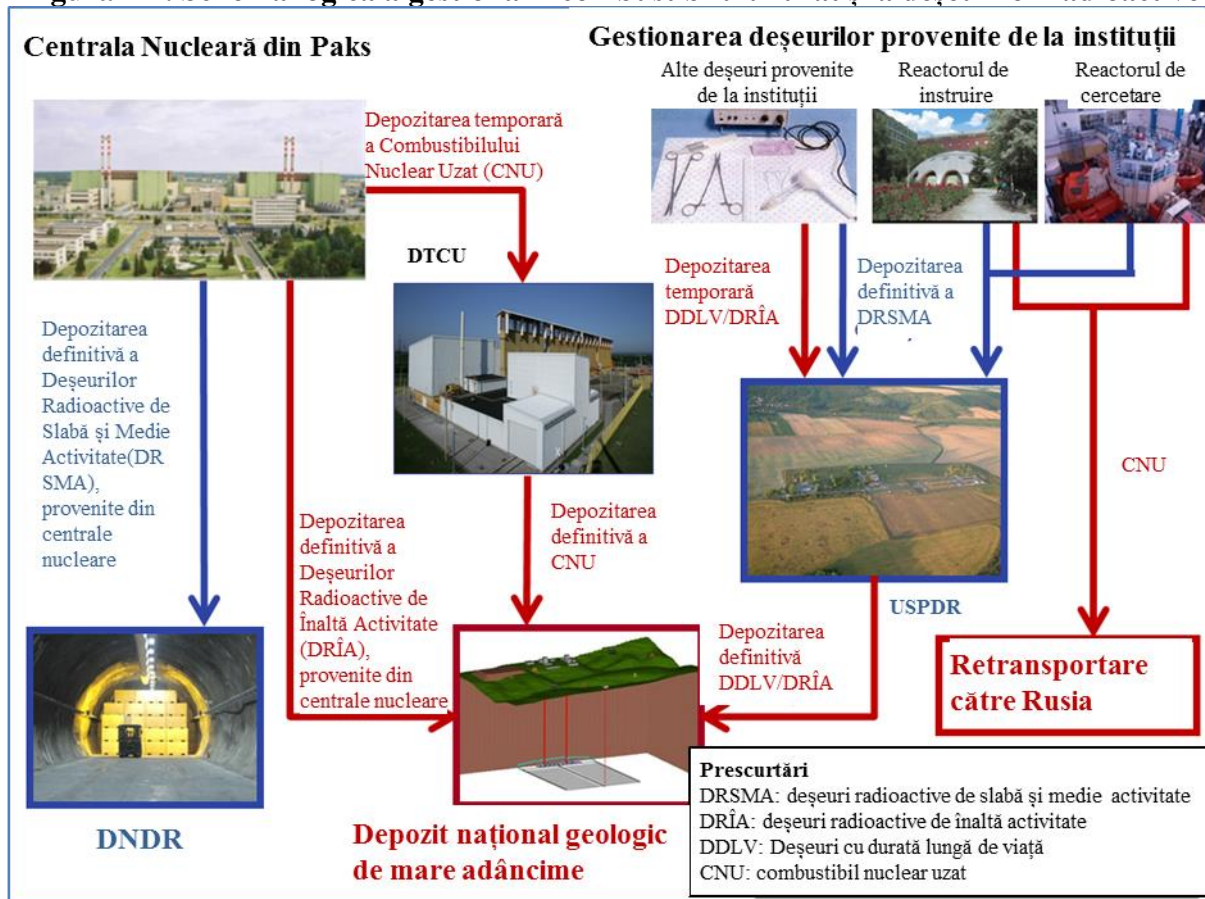 Centrala Nucleară din Paks
Gestionarea deșeurilor provenite de la instituții
Alte deșeuri provenite
de la instituții
Reactorul de
instruire
Reactorul de
cercetare
Depozitarea temporară
a Combustibilului
Nuclear Uzat (CNU)
DTCU
Depozitarea
temporară
DDLV/DRÎA
Depozitarea
definitivă a
DRSMA
Depozitarea
definitivă a
Deșeurilor
Radioactive de
Slabă și Medie
Activitate(DR
SMA),
provenite din
centrale
nucleare
Depozitarea
definitivă a
Deșeurilor
Radioactive de
Înaltă Activitate
(DRÎA),
provenite din
centrale nucleare
Depozitarea
definitivă a
CNU
CNU
USPDR
Depozitarea
definitivă
DDLV/DRÎA
Retransportare
către Rusia
DNDR
Depozit național geologic
de mare adâncime
Prescurtări
DRSMA: deșeuri radioactive de slabă și medie activitate
DRÎA: deșeuri radioactive de înaltă activitate
DDLV: Deșeuri cu durată lungă de viață
CNU: combustibil nuclear uzat